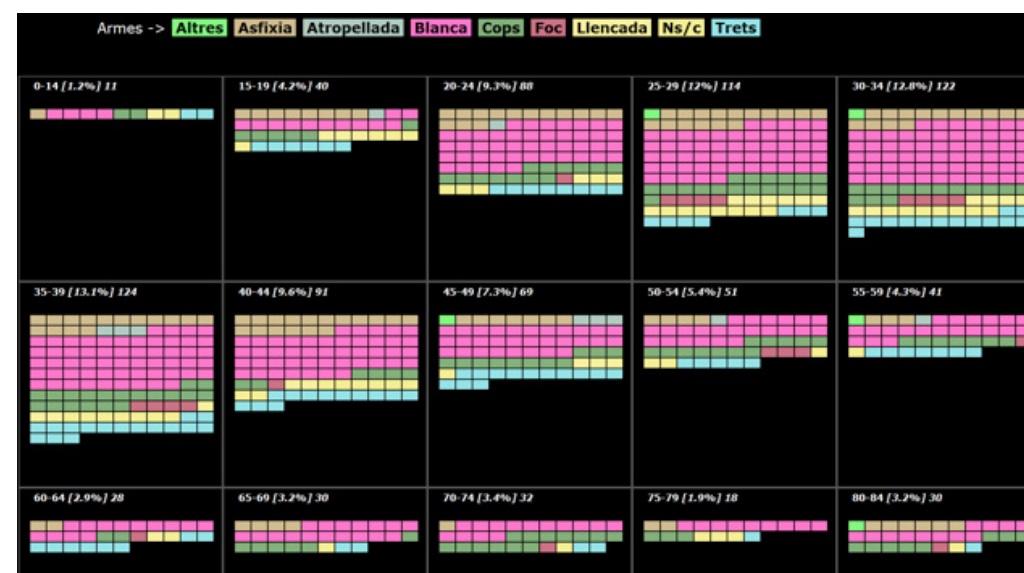 Armes -> Altres Asfixia Atropellada Blanca Cops Foc Llencada Ns/c Trets
0-14 [1.2%] 11
15-19 [4.2%] 40
20-24 [9.3%] 88
25-29 [12%] 114
30-34 [12.8%] 122
35-39 [13.1%] 124
40-44 [9.6%] 91
45-49 [7.3%] 69
50-54 [5.4%] 51
55-59 [4.3%] 41
60-64 [2.9%] 28
65-69 [3.2%] 30
70-74 [3.4%] 32
75-79 [1.9%] 18
80-84 [3.2%] 30